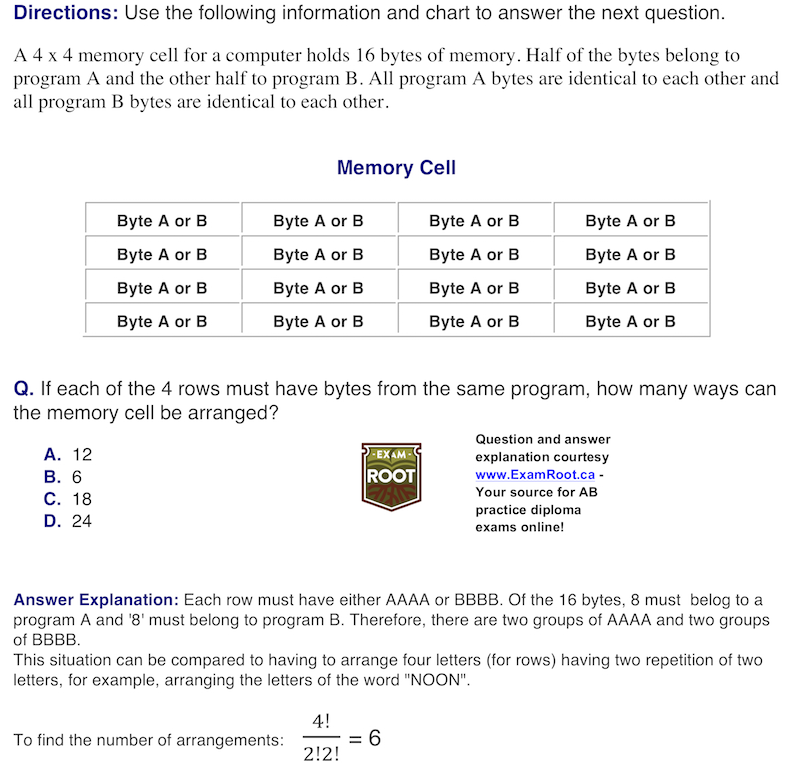 Directions: Use the following information and chart to answer the next question.
A 4 x 4 memory cell for a computer holds 16 bytes of memory. Half of the bytes belong to
program A and the other half to program B. All program A bytes are identical to each other and
all program B bytes are identical to each other.
Memory Cell
Byte A or B Byte A or B Byte A or B Byte A or B
Byte A or B Byte A or B Byte A or B Byte A or B
Byte A or B Byte A or B Byte A or B Byte A or B
Byte A or B Byte A or B Byte A or B Byte A or B
Q. If each of the 4 rows must have bytes from the same program, how many ways can
the memory cell be arranged?
A. 12
B. 6
C. 18
D. 24
EXAM
ROOT
Question and answer
explanation courtesy
www.ExamRoot.ca -
Your source for AB
practice diploma
exams online!
Answer Explanation: Each row must have either AAAA or BBBB. Of the 16 bytes, 8 must belog to a
program A and '8' must belong to program B. Therefore, there are two groups of AAAA and two groups
of BBBB.
This situation can be compared to having to arrange four letters (for rows) having two repetition of two
letters, for example, arranging the letters of the word "NOON".
To find the number of arrangements: 4!/2!2! = 6